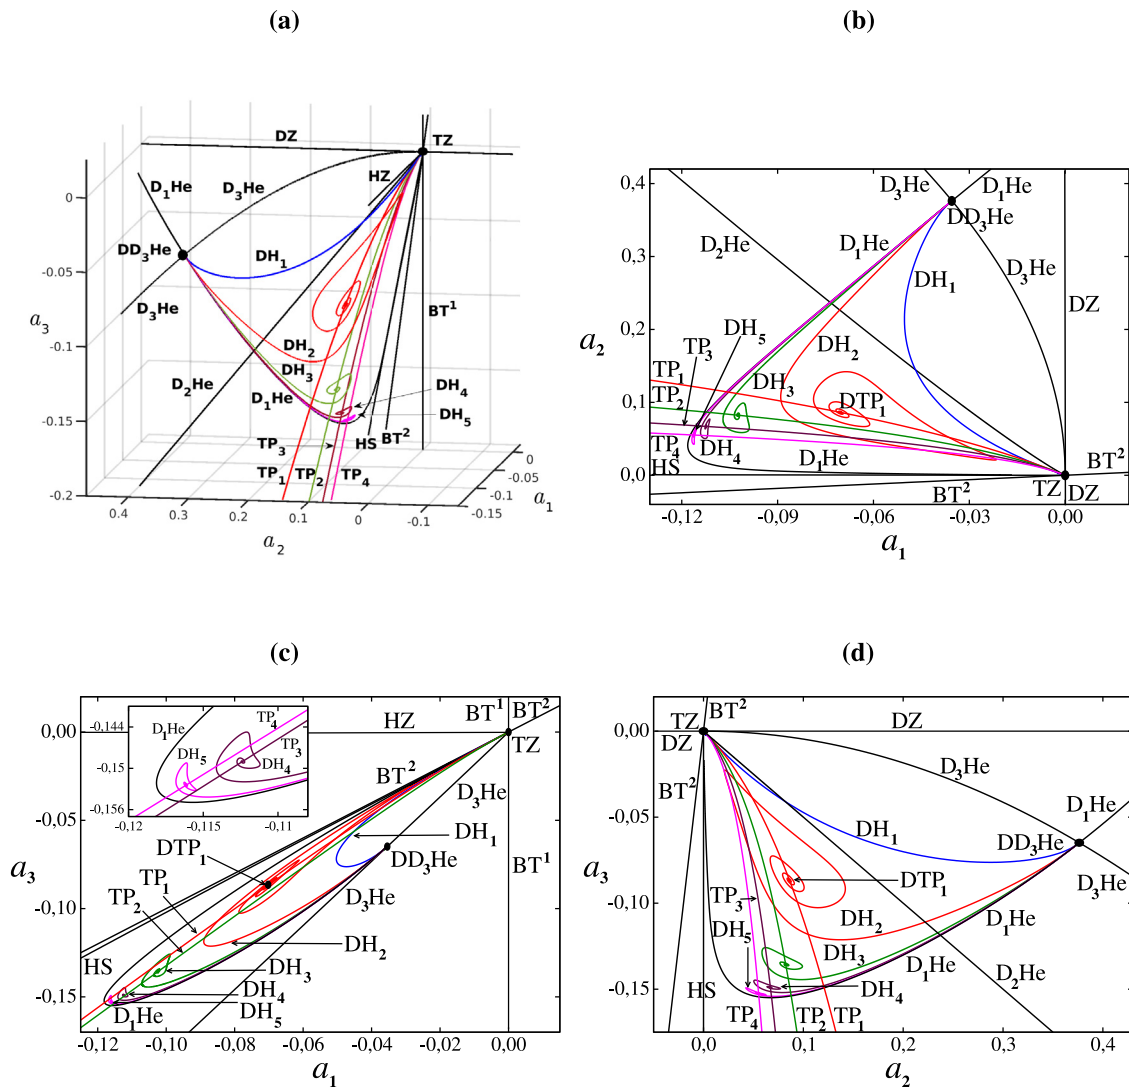 (a)
(b)
DZ
TZ
HZ
D₁He
D₃He
0
DD₃He
DH₁
-0.05
D₃He
BT¹
a₃
-0.1
DH₂
DH₃
D₂He
D₁He
DH₄
DH₅
-0.15
TP₃
HS
BT²
TP₁
TP₂
TP₄
-0.2
0
-0.05
-0.1
-0.15
a₁
0.4
0.3
0.2
0.1
0
-0.1
a₂
0,4
D₃He
D₁He
DD₃He
D₂He
D₁He
D₃He
0,3
DH₁
DZ
a₂
0,2
DH₅
TP₃
DH₂
TP₁
DH₃
TP₂
DTP₁
0,1
TP₄
DH₄
D₁He
HS
BT²
0,0
BT²
TZ
DZ
-0.12
-0,09
-0,06
-0,03
0,00
a₁
(c)
(d)
BT¹
BT²
0,00
HZ
TZ
-0,144
D₁He
TP₄
DH₅
TP₃
-0,15
DH₄
-0,156
-0,12
-0,115
-0,11
BT²
D₃He
-0,05
DH₁
DTP₁
DD₃He
BT¹
a₃
TP₁
TP₂
D₃He
-0,10
DH₂
HS
DH₃
DH₄
-0,15
D₁He
DH₅
-0,12
-0,10
-0,08
-0,06
-0,04
-0,02
0,00
a₁
TZ
BT²
DZ
0,00
DZ
BT²
D₃He
D₁He
-0,05
DH₁
DD₃He
D₃He
a₃
DTP₁
TP₃
-0,10
DH₂
DH₅
DH₃
D₁He
D₁He
D₂He
DH₄
-0,15
HS
TP₄
TP₂
TP₁
0,0
0,1
0,2
0,3
0,4
a₂